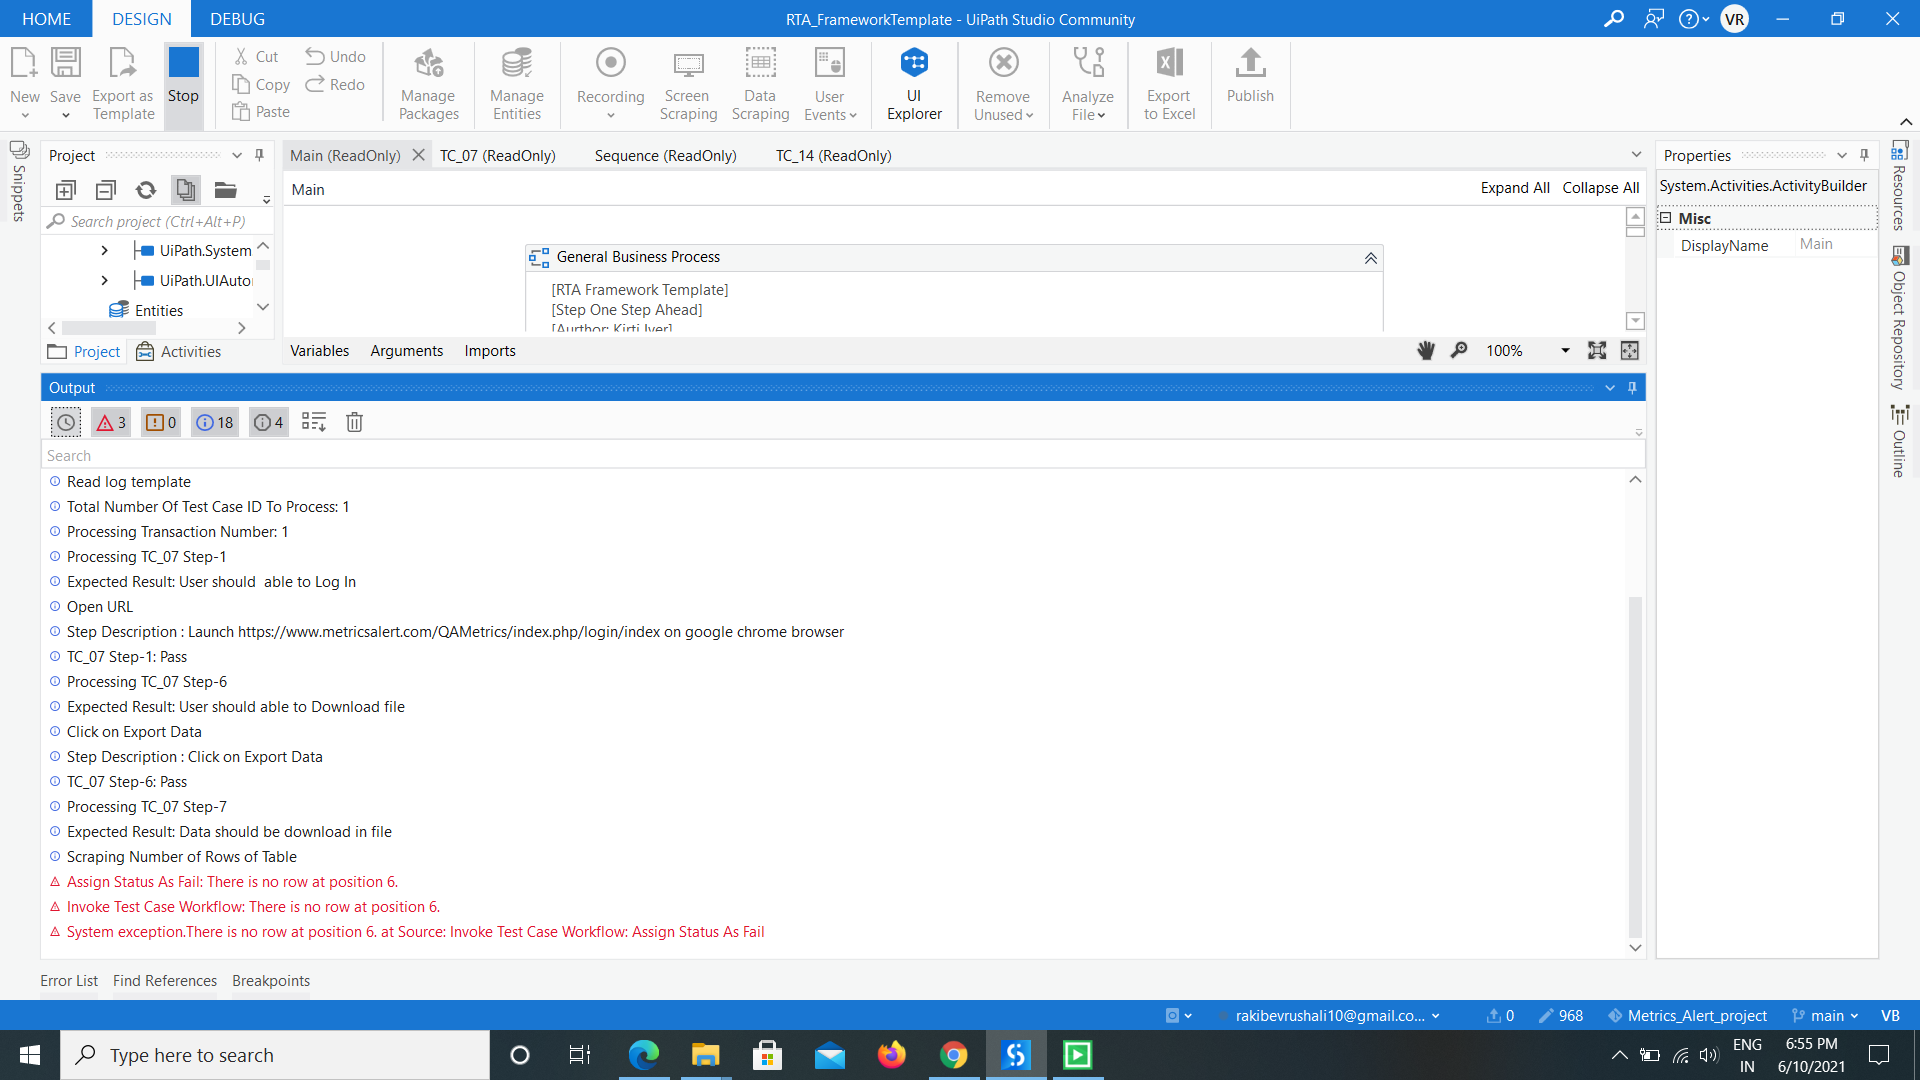 HOME DESIGN DEBUG RTA_FrameworkTemplate - UiPath Studio Community VR
New Save Export as Template Stop Cut Copy Paste Undo Redo Manage Packages Manage Entities Recording Screen Scraping Data Scraping User Events UI Explorer Remove Unused Analyze File Export to Excel Publish
Snippets
Project
Search project (Ctrl+Alt+P)
UiPath.System
UiPath.UIAuto
Entities
Project Activities
Main (ReadOnly) TC_07 (ReadOnly) Sequence (ReadOnly) TC_14 (ReadOnly)
Main Expand All Collapse All
General Business Process
[RTA Framework Template]
[Step One Step Ahead]
[Aurthor: Kirti Iyer]
Variables Arguments Imports 100%
Properties
System.Activities.ActivityBuilder
Misc
DisplayName Main
Resources
Object Repository
Outline
Output
3 0 18 4
Search
Read log template
Total Number Of Test Case ID To Process: 1
Processing Transaction Number: 1
Processing TC_07 Step-1
Expected Result: User should  able to Log In
Open URL
Step Description : Launch https://www.metricsalert.com/QAMetrics/index.php/login/index on google chrome browser
TC_07 Step-1: Pass
Processing TC_07 Step-6
Expected Result: User should able to Download file
Click on Export Data
Step Description : Click on Export Data
TC_07 Step-6: Pass
Processing TC_07 Step-7
Expected Result: Data should be download in file
Scraping Number of Rows of Table
Assign Status As Fail: There is no row at position 6.
Invoke Test Case Workflow: There is no row at position 6.
System exception.There is no row at position 6. at Source: Invoke Test Case Workflow: Assign Status As Fail
Error List Find References Breakpoints
rakibevrushali10@gmail.co... 0 968 Metrics_Alert_project main VB
Type here to search
ENG
IN
6:55 PM
6/10/2021